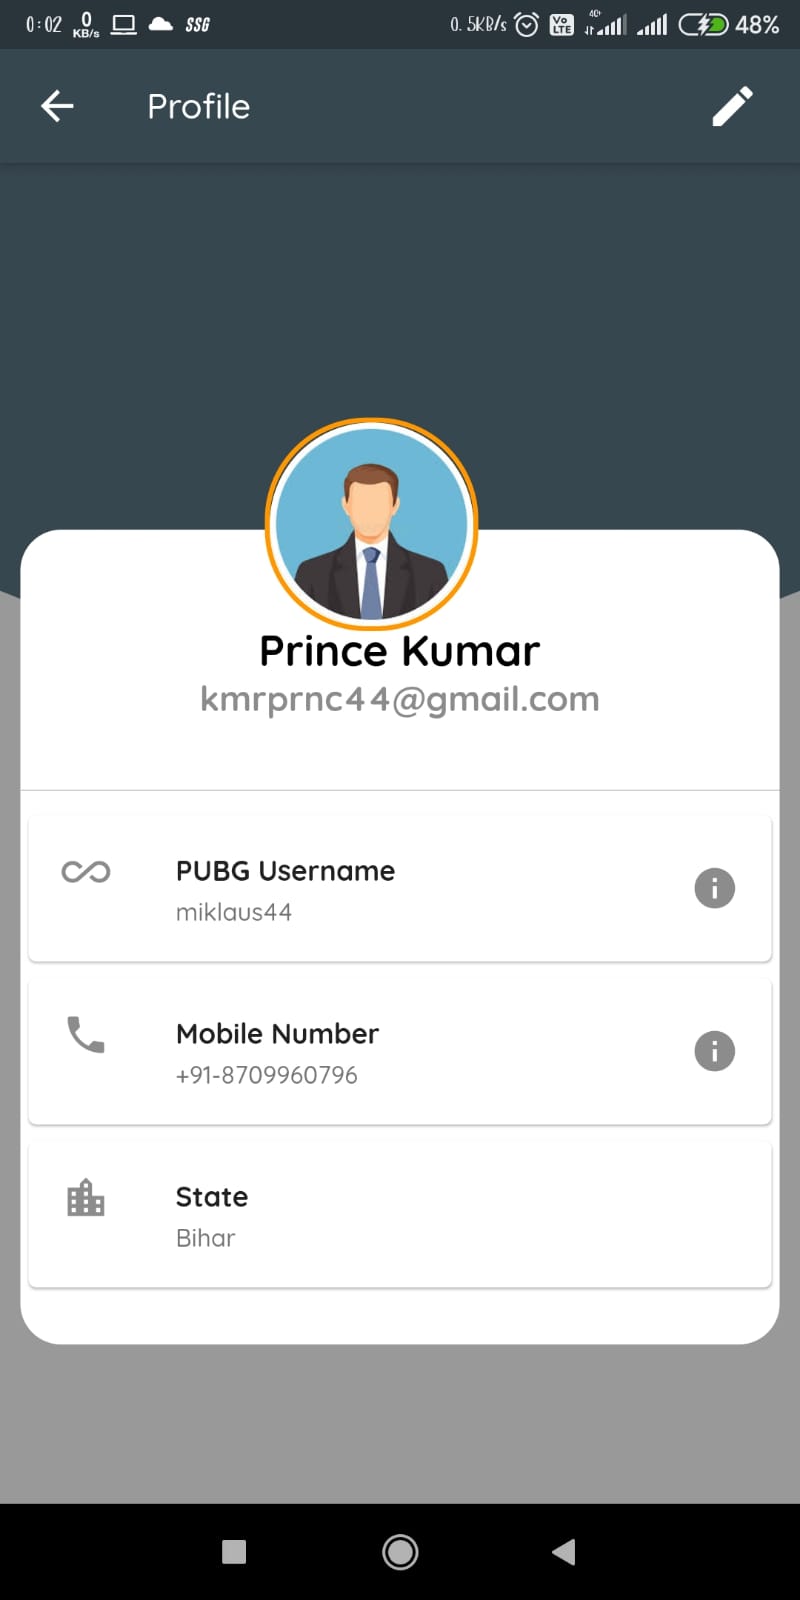 0:02 0 KB/s SSG 0.5KB/s Vo LTE 4G+ 48%
Profile
Prince Kumar
kmrprnc44@gmail.com
PUBG Username
miklaus44
Mobile Number
+91-8709960796
State
Bihar